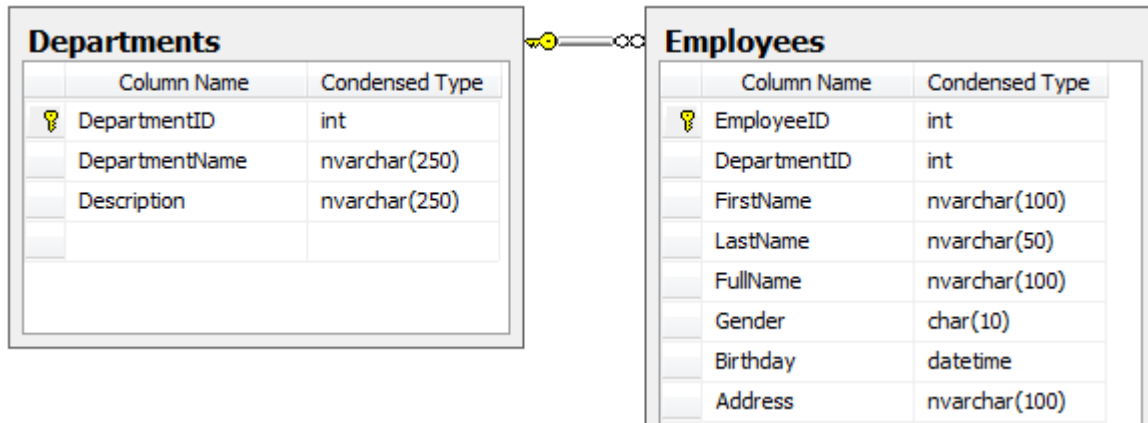 Departments
Column Name Condensed Type
DepartmentID int
DepartmentName nvarchar(250)
Description nvarchar(250)
Employees
Column Name Condensed Type
EmployeeID int
DepartmentID int
FirstName nvarchar(100)
LastName nvarchar(50)
FullName nvarchar(100)
Gender char(10)
Birthday datetime
Address nvarchar(100)